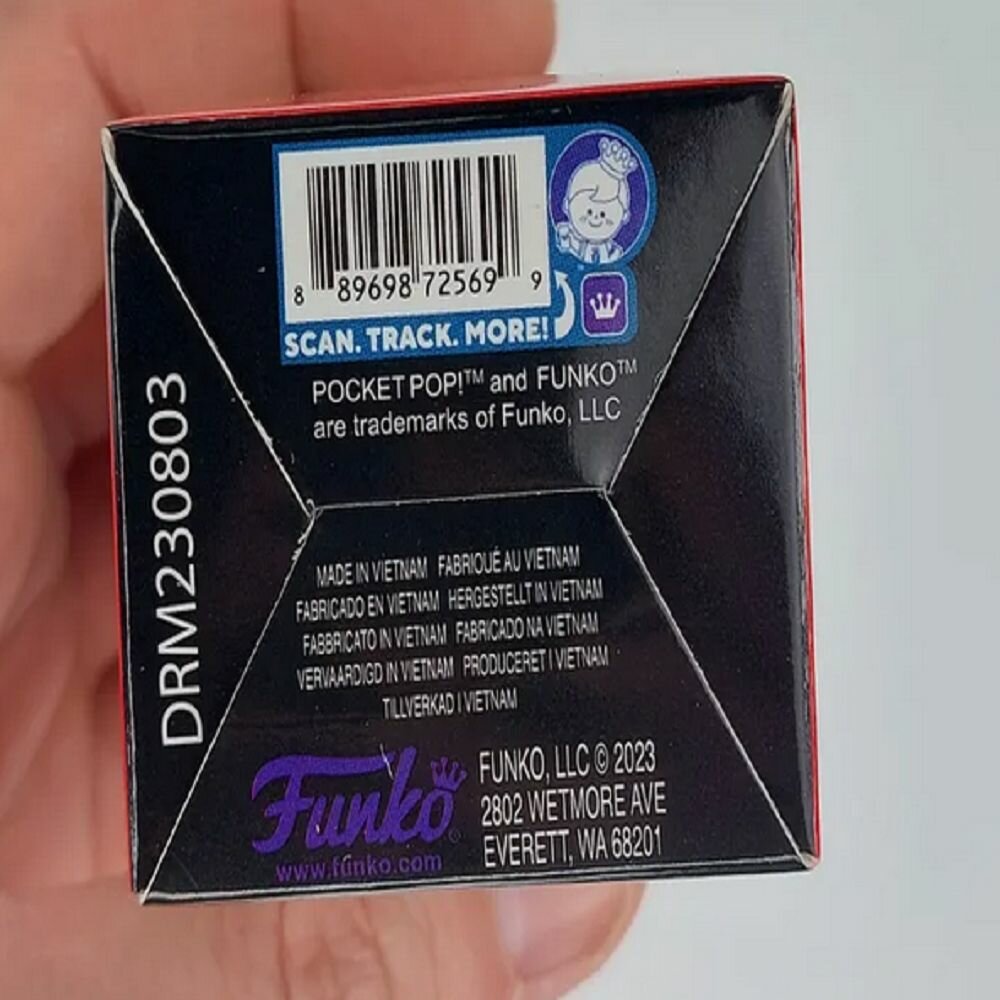 8 89698 72569 9
SCAN. TRACK. MORE!
POCKET POP!™ and FUNKO™
are trademarks of Funko, LLC
DRM230803
MADE IN VIETNAM FABRIOUÉ AU VIETNAM
FABRICADO EN VIETNAM HERGESTELLT IN VIETNAM
FABBRICATO IN VIETNAM FABRICADO NA VIETNAM
VERVAARDIGD IN VIETNAM PRODUCERET I VIETNAM
TILLVERKAD I VIETNAM
Funko®
www.funko.com
FUNKO, LLC © 2023
2802 WETMORE AVE
EVERETT, WA 68201